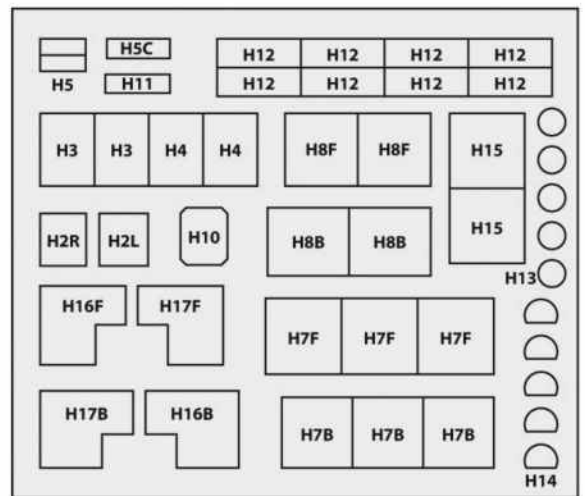 H5C H12 H12 H12 H12
H5 H11 H12 H12 H12 H12
H3 H3 H4 H4 H8F H8F H15
H2R H2L H10 H8B H8B H15
H13
H16F H17F H7F H7F H7F
H17B H16B H7B H7B H7B
H14